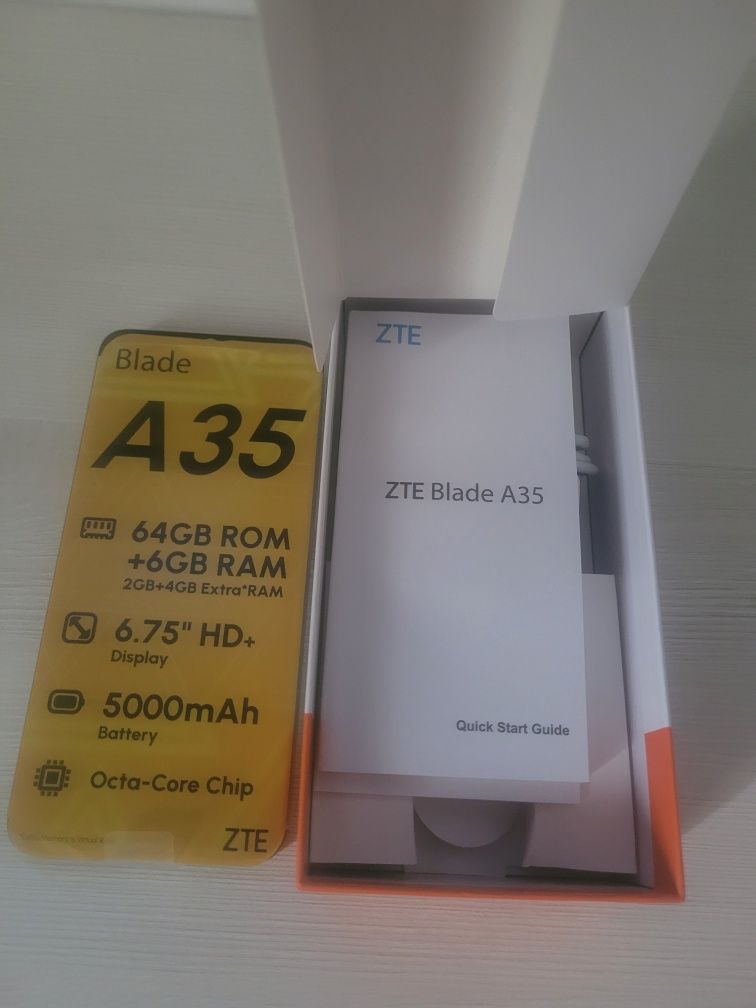 Blade
A35
64GB ROM
+6GB RAM
2GB+4GB Extra*RAM
6.75" HD+
Display
5000mAh
Battery
Octa-Core Chip
ZTE
ZTE
ZTE Blade A35
Quick Start Guide